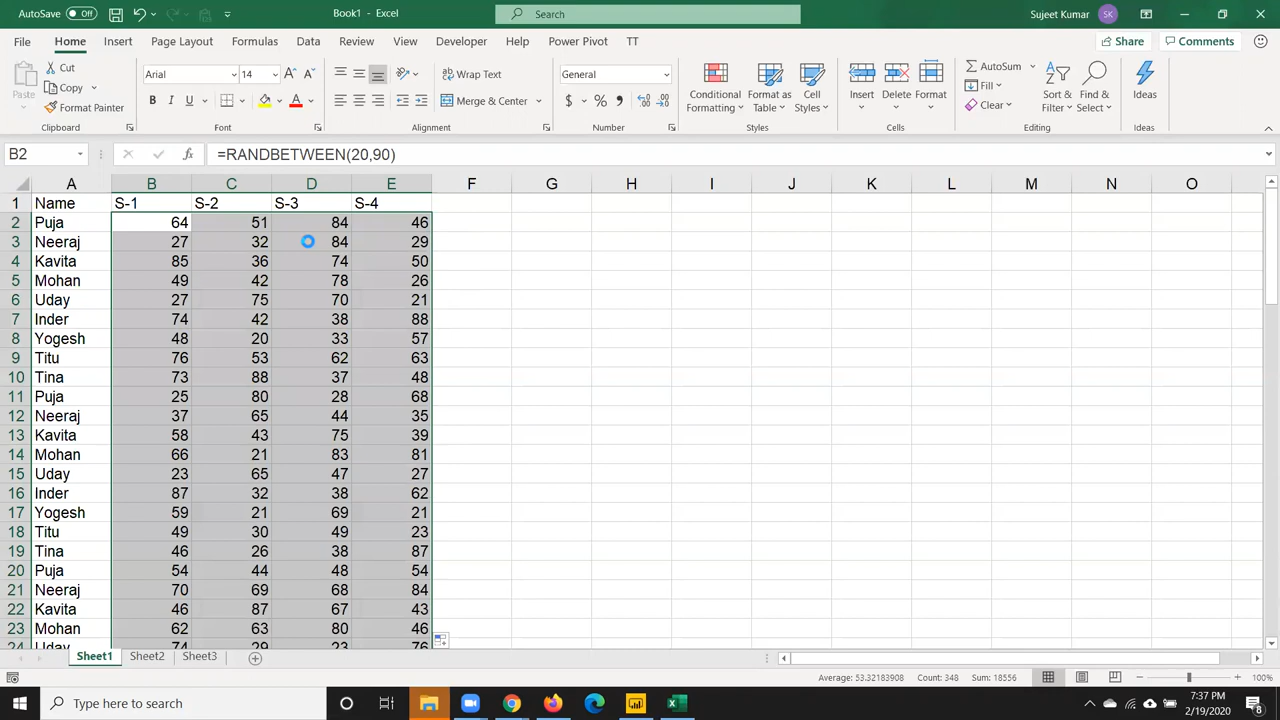 AutoSave Off Book1 - Excel Search Sujeet Kumar SK
File Home Insert Page Layout Formulas Data Review View Developer Help Power Pivot TT Share Comments
Cut Arial 14 Wrap Text General AutoSum
Paste Copy Merge & Center Conditional Formatting Format as Table Cell Styles Insert Delete Format Fill Sort & Filter Find & Select Ideas
Format Painter Clear
Clipboard Font Alignment Number Styles Cells Editing Ideas
B2 fx =RANDBETWEEN(20,90)
A B C D E F G H I J K L M N O
1 Name S-1 S-2 S-3 S-4
2 Puja 64 51 84 46
3 Neeraj 27 32 84 29
4 Kavita 85 36 74 50
5 Mohan 49 42 78 26
6 Uday 27 75 70 21
7 Inder 74 42 38 88
8 Yogesh 48 20 33 57
9 Titu 76 53 62 63
10 Tina 73 88 37 48
11 Puja 25 80 28 68
12 Neeraj 37 65 44 35
13 Kavita 58 43 75 39
14 Mohan 66 21 83 81
15 Uday 23 65 47 27
16 Inder 87 32 38 62
17 Yogesh 59 21 69 21
18 Titu 49 30 49 23
19 Tina 46 26 38 87
20 Puja 54 44 48 54
21 Neeraj 70 69 68 84
22 Kavita 46 87 67 43
23 Mohan 62 63 80 46
24 Uday 74 29 23 76
Sheet1 Sheet2 Sheet3
Average: 53.32183908 Count: 348 Sum: 18556 100%
Type here to search 7:37 PM
2/19/2020 8